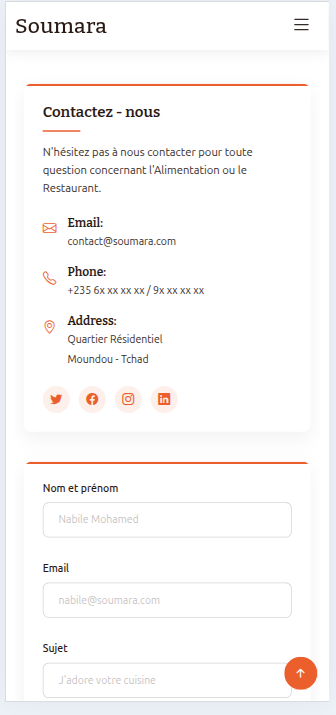 Soumara
Contactez - nous
N'hésitez pas à nous contacter pour toute
question concernant l'Alimentation ou le
Restaurant.
Email:
contact@soumara.com
Phone:
+235 6x xx xx xx / 9x xx xx xx
Address:
Quartier Résidentiel
Moundou - Tchad
Nom et prénom
Nabile Mohamed
Email
nabile@soumara.com
Sujet
J'adore votre cuisine